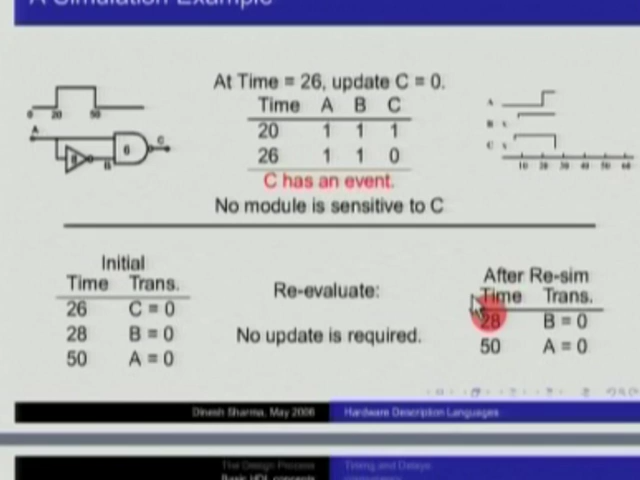 A Simulation Example
At Time = 26, update C = 0.
Time A B C
20 1 1 1
26 1 1 0
C has an event.
No module is sensitive to C
0 20 50
A
8
B
6
C
A
B x
C x
10 20 30 40 50 60
Initial
Time Trans.
26 C = 0
28 B = 0
50 A = 0
Re-evaluate:
No update is required.
After Re-sim
Time Trans.
28 B = 0
50 A = 0
Dinesh Sharma, May 2006 Hardware Description Languages
The Design Process
Basic HDL concepts
Timing and Delays